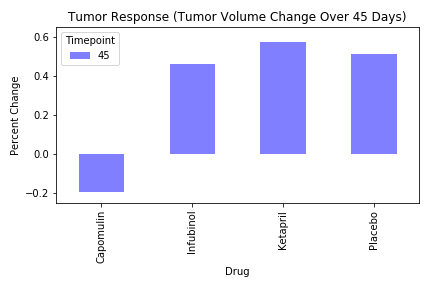 Tumor Response (Tumor Volume Change Over 45 Days)
Timepoint
45
Percent Change
0.6
0.4
0.2
0.0
−0.2
Capomulin
Infubinol
Ketapril
Placebo
Drug